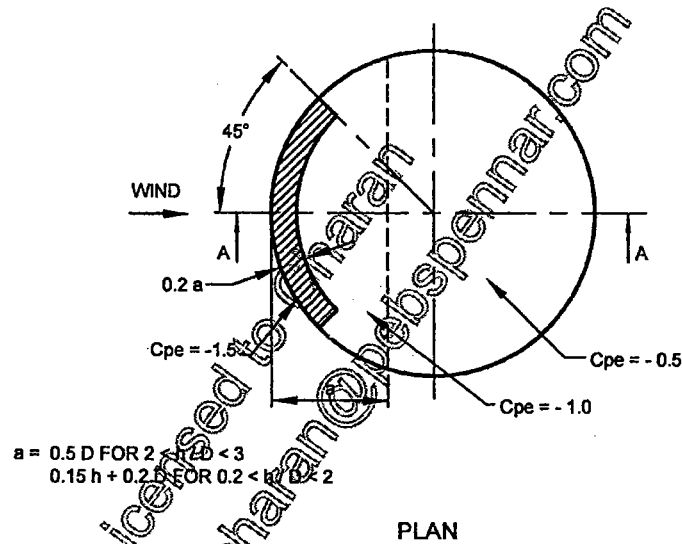 45°
WIND
A
A
0.2 a
Cpe = -1.5
a
Cpe = - 0.5
Cpe = - 1.0
a = 0.5 D FOR 2 < h / D < 3
0.15 h + 0.2 D FOR 0.2 < h / D < 2
PLAN